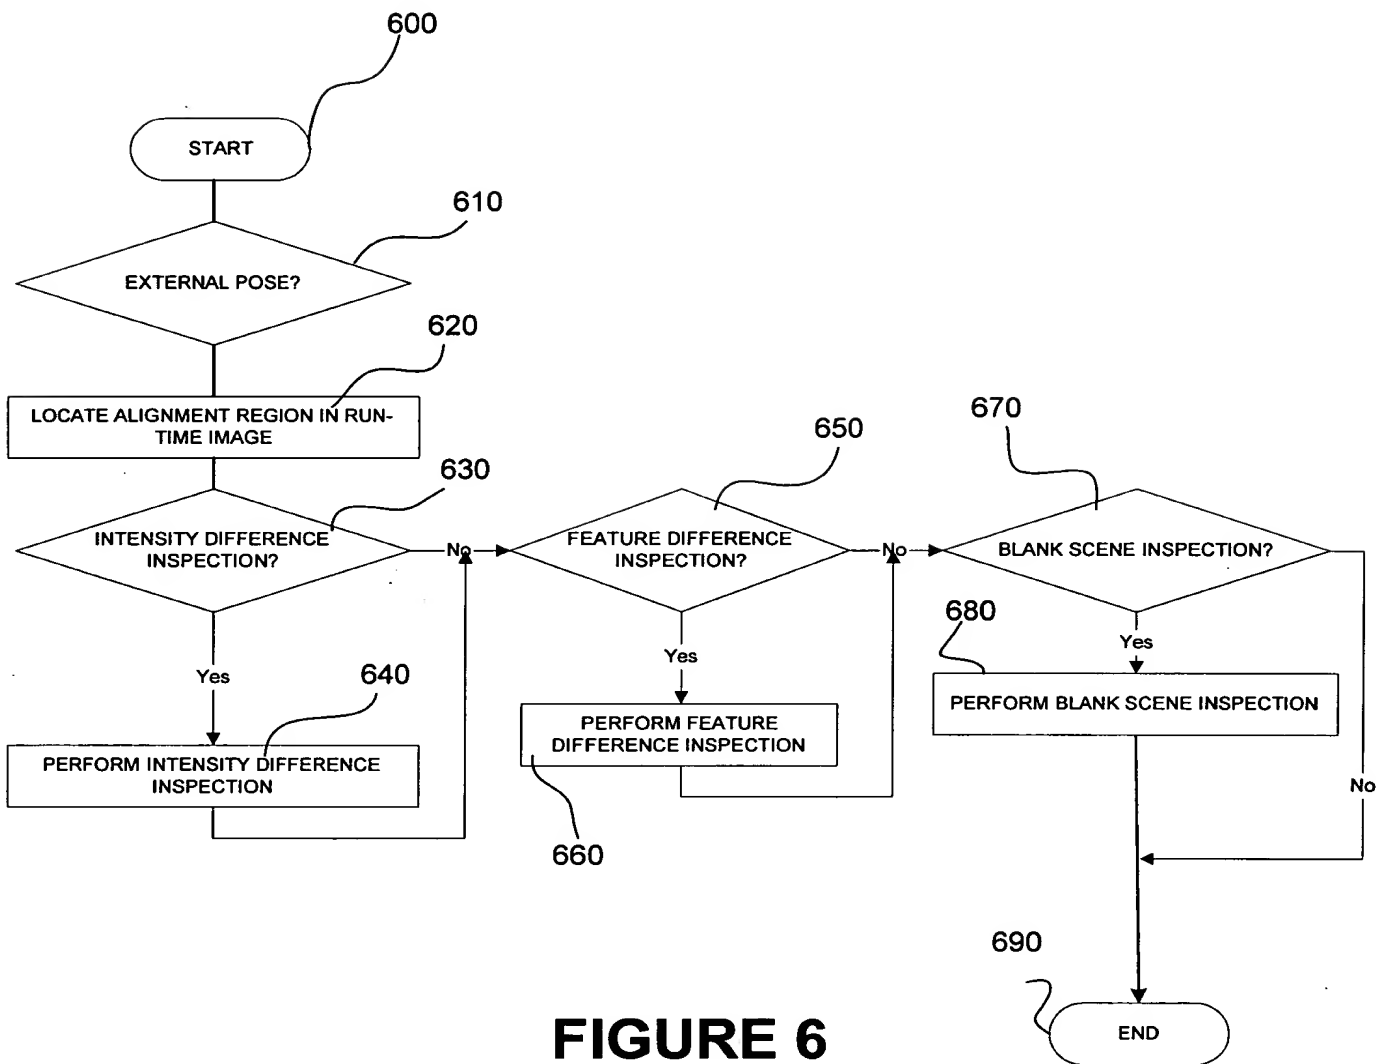 600
START
610
EXTERNAL POSE?
620
LOCATE ALIGNMENT REGION IN RUN-
TIME IMAGE
630
INTENSITY DIFFERENCE
INSPECTION?
No
Yes
640
PERFORM INTENSITY DIFFERENCE
INSPECTION
650
FEATURE DIFFERENCE
INSPECTION?
No
Yes
PERFORM FEATURE
DIFFERENCE INSPECTION
660
670
BLANK SCENE INSPECTION?
680
Yes
PERFORM BLANK SCENE INSPECTION
No
690
END
FIGURE 6